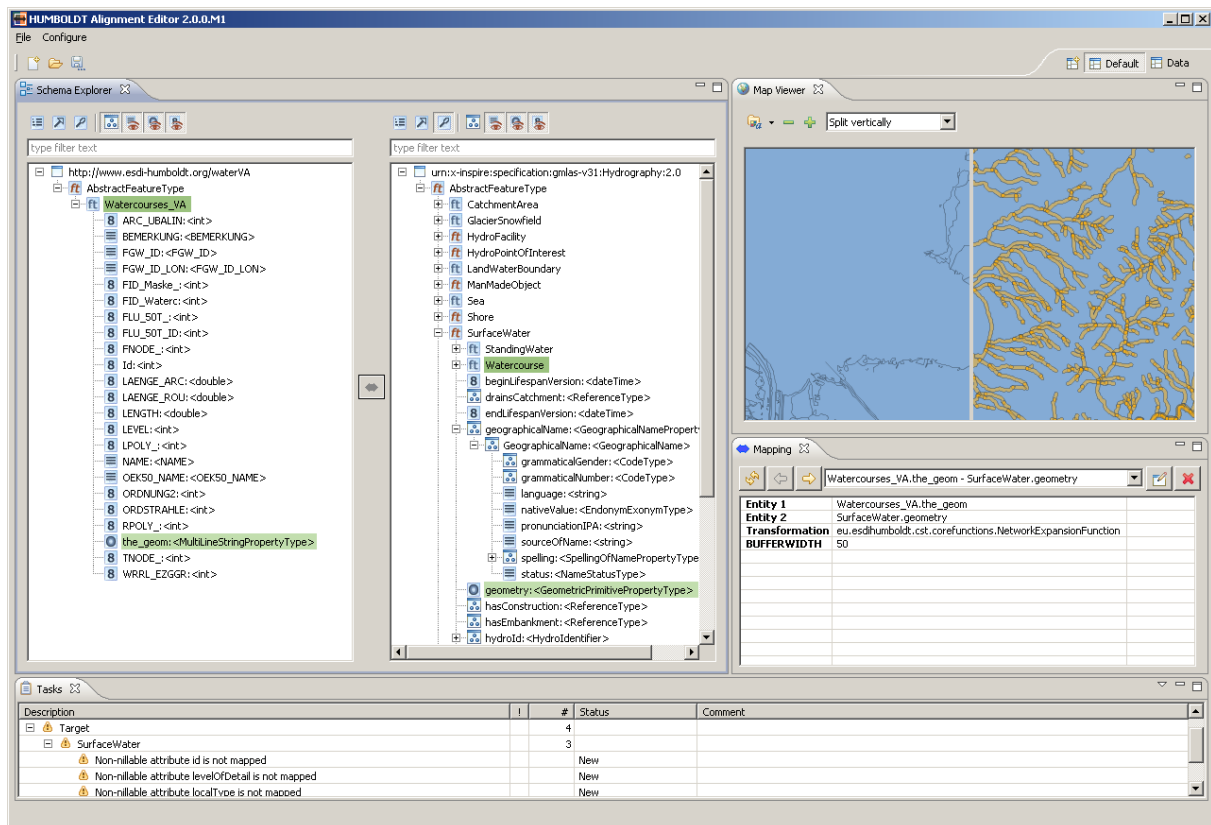 HUMBOLDT Alignment Editor 2.0.0.M1
File Configure
Default Data
Schema Explorer
type filter text
http://www.esdi-humboldt.org/waterVA
AbstractFeatureType
Watercourses_VA
ARC_UBALIN:<int>
BEMERKUNG:<BEMERKUNG>
FGW_ID:<FGW_ID>
FGW_ID_LON:<FGW_ID_LON>
FID_Maske_:<int>
FID_Waterc:<int>
FLU_50T_:<int>
FLU_50T_ID:<int>
FNODE_:<int>
Id:<int>
LAENGE_ARC:<double>
LAENGE_ROU:<double>
LENGTH:<double>
LEVEL:<int>
LPOLY_:<int>
NAME:<NAME>
OEK50_NAME:<OEK50_NAME>
ORDNUNG2:<int>
ORDSTRAHLE:<int>
RPOLY_:<int>
the_geom:<MultiLineStringPropertyType>
TNODE_:<int>
WRRL_EZGGR:<int>
type filter text
urn:x-inspire:specification:gmlas-v31:Hydrography:2.0
AbstractFeatureType
CatchmentArea
GlacierSnowfield
HydroFacility
HydroPointOfInterest
LandWaterBoundary
ManMadeObject
Sea
Shore
SurfaceWater
StandingWater
Watercourse
beginLifespanVersion:<dateTime>
drainsCatchment:<ReferenceType>
endLifespanVersion:<dateTime>
geographicalName:<GeographicalNamePropert
GeographicalName:<GeographicalName>
grammaticalGender:<CodeType>
grammaticalNumber:<CodeType>
language:<string>
nativeValue:<EndonymExonymType>
pronunciationIPA:<string>
sourceOfName:<string>
spelling:<SpellingOfNamePropertyType
status:<NameStatusType>
geometry:<GeometricPrimitivePropertyType>
hasConstruction:<ReferenceType>
hasEmbankment:<ReferenceType>
hydroId:<HydroIdentifier>
Map Viewer
Split vertically
Mapping
Watercourses_VA.the_geom - SurfaceWater.geometry
Entity 1 Watercourses_VA.the_geom
Entity 2 SurfaceWater.geometry
Transformation eu.esdihumboldt.cst.corefunctions.NetworkExpansionFunction
BUFFERWIDTH 50
Tasks
Description ! # Status Comment
Target 4
SurfaceWater 3
Non-nillable attribute id is not mapped New
Non-nillable attribute levelOfDetail is not mapped New
Non-nillable attribute localType is not mapped New